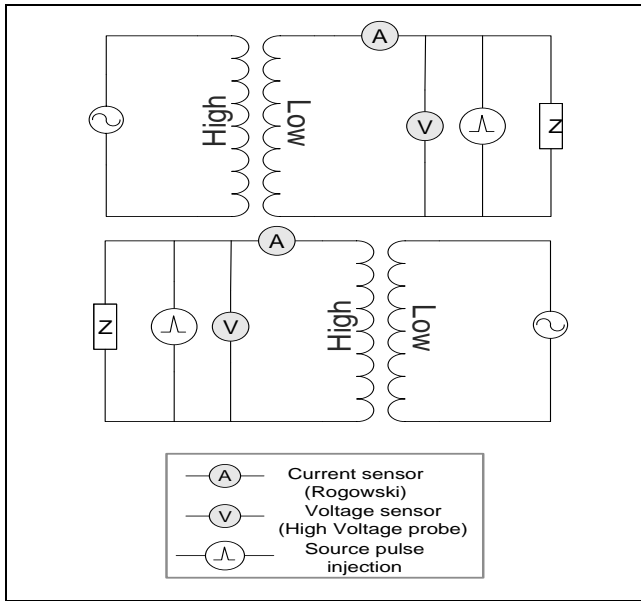 A
High
Low
V
Z
A
Z
V
High
Low
A
Current sensor
(Rogowski)
V
Voltage sensor
(High Voltage probe)
Source pulse
injection